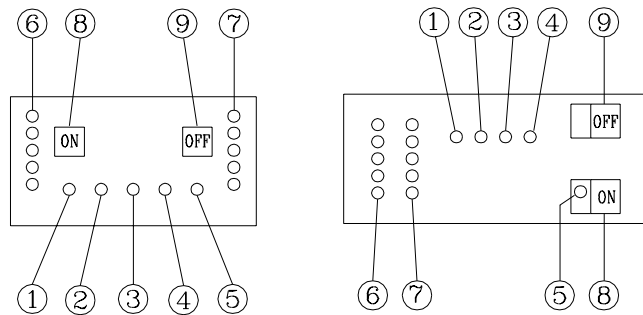 ⑥ ⑧ ⑨ ⑦
ON OFF
① ② ③ ④ ⑤
① ② ③ ④ ⑨
OFF
ON
⑥ ⑦ ⑤ ⑧